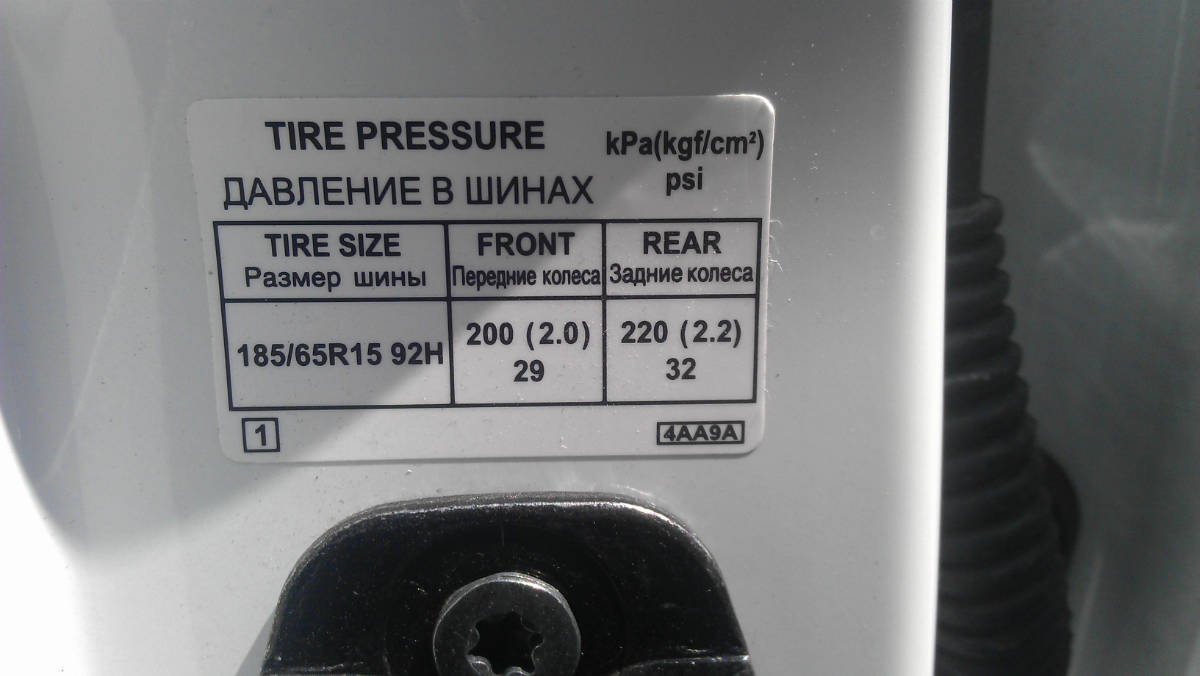 TIRE PRESSURE
kPa(kgf/cm²)
ДАВЛЕНИЕ В ШИНАХ
psi
TIRE SIZE FRONT REAR
Размер шины Передние колеса Задние колеса
185/65R15 92H 200 (2.0) 220 (2.2)
29 32
1 4AA9A